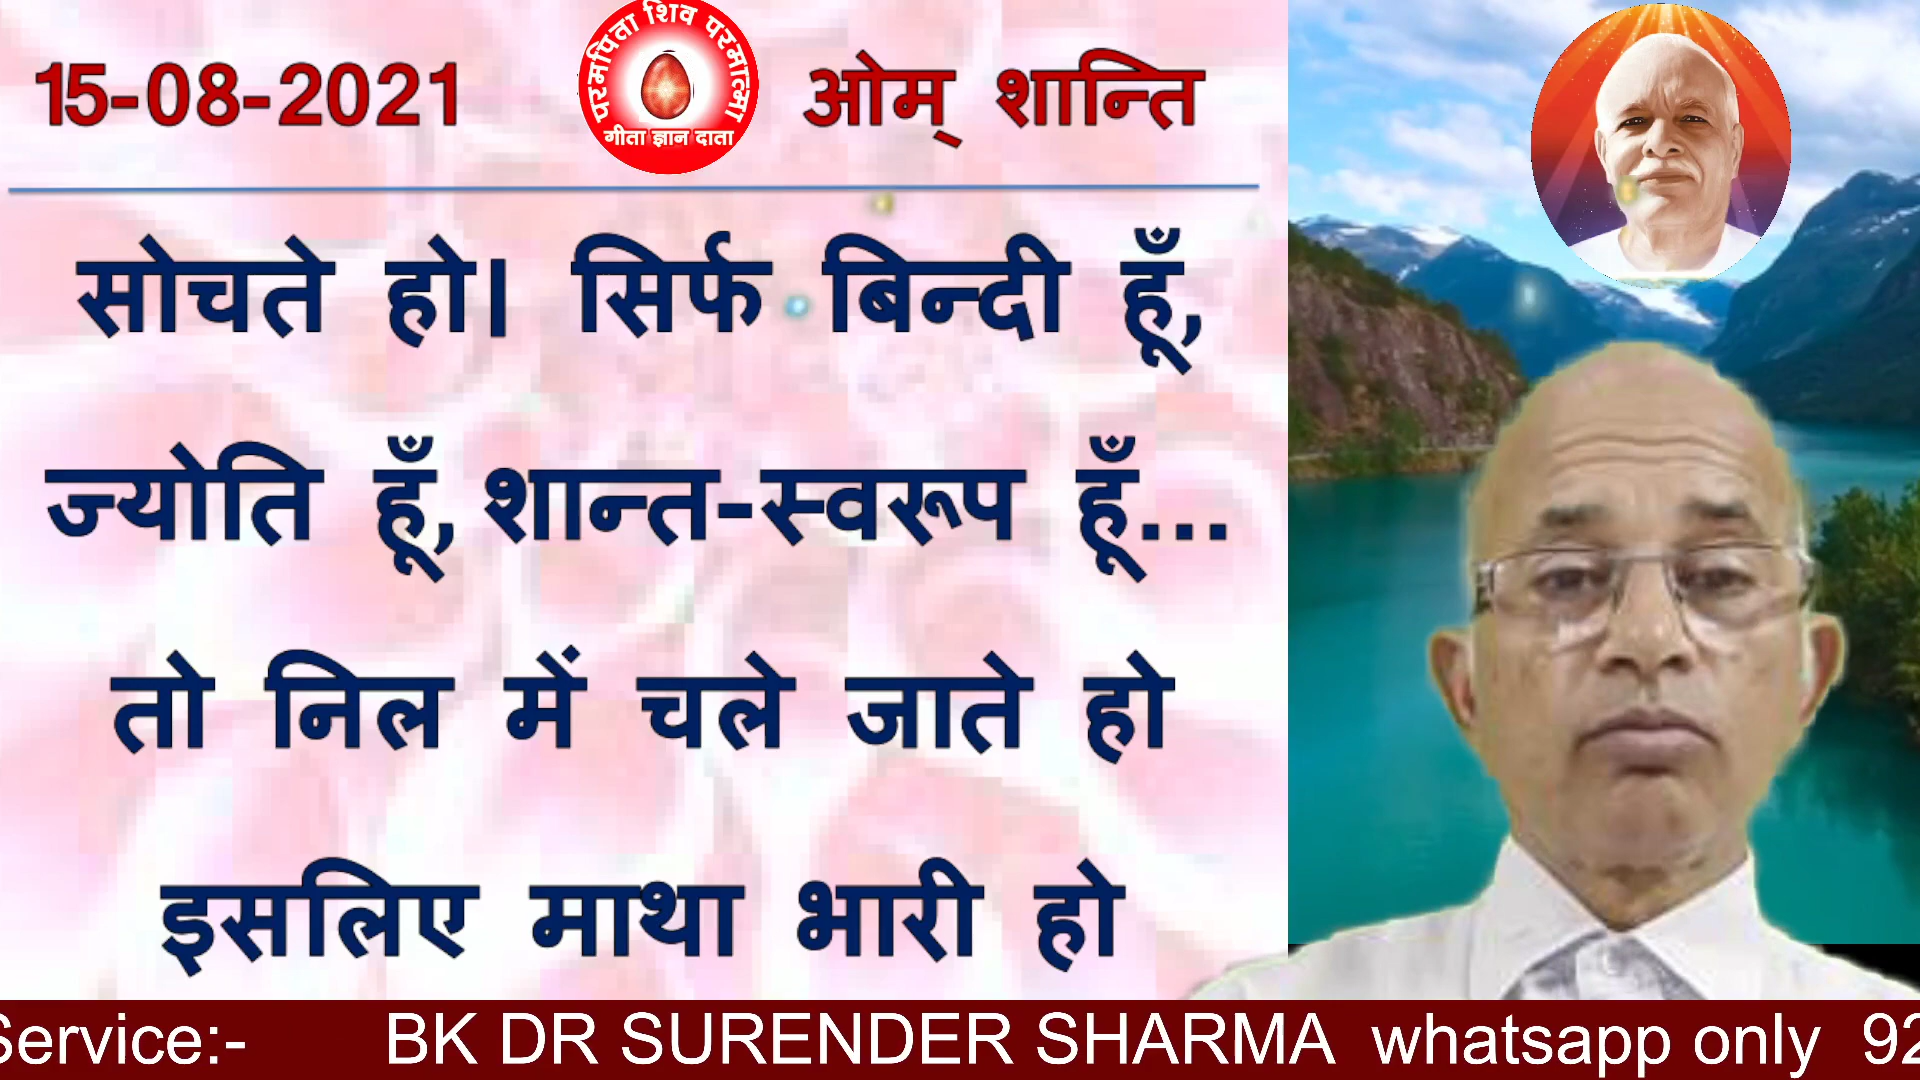 15-08-2021
परमपिता शिव परमात्मा
गीता ज्ञान दाता
ओम् शान्ति
सोचते हो। सिर्फ बिन्दी हूँ,
ज्योति हूँ, शान्त-स्वरूप हूँ...
तो निल में चले जाते हो
इसलिए माथा भारी हो
Service:- BK DR SURENDER SHARMA whatsapp only 92